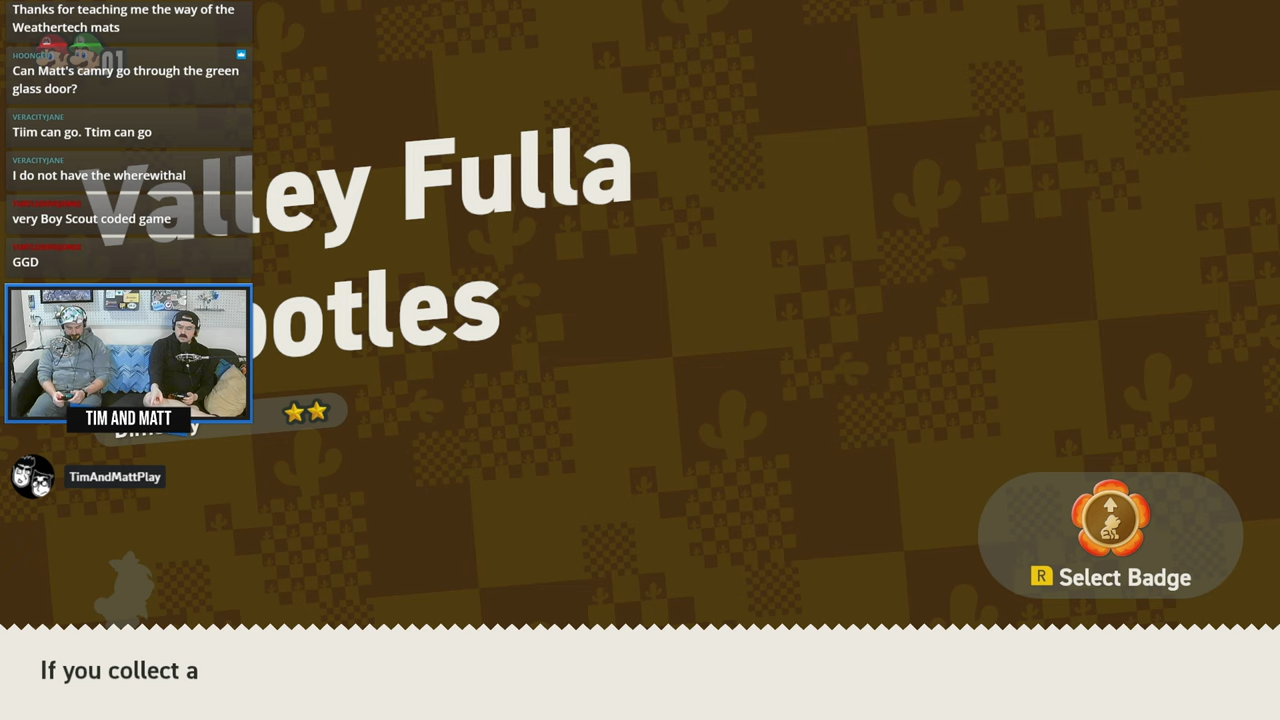 Thanks for teaching me the way of the
Weathertech mats
01
Can Matt's camry go through the green
glass door?
VERACITYJANE
Tiim can go. Ttim can go
VERACITYJANE
I do not have the wherewithal
very Boy Scout coded game
GGD
Valley Fulla
ootles
TIM AND MATT
TimAndMattPlay
R Select Badge
If you collect a